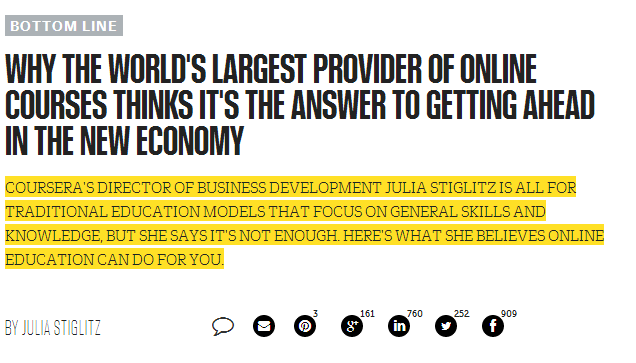 BOTTOM LINE
WHY THE WORLD'S LARGEST PROVIDER OF ONLINE
COURSES THINKS IT'S THE ANSWER TO GETTING AHEAD
IN THE NEW ECONOMY
COURSERA'S DIRECTOR OF BUSINESS DEVELOPMENT JULIA STIGLITZ IS ALL FOR
TRADITIONAL EDUCATION MODELS THAT FOCUS ON GENERAL SKILLS AND
KNOWLEDGE, BUT SHE SAYS IT'S NOT ENOUGH. HERE'S WHAT SHE BELIEVES ONLINE
EDUCATION CAN DO FOR YOU.
BY JULIA STIGLITZ 3 161 760 252 909